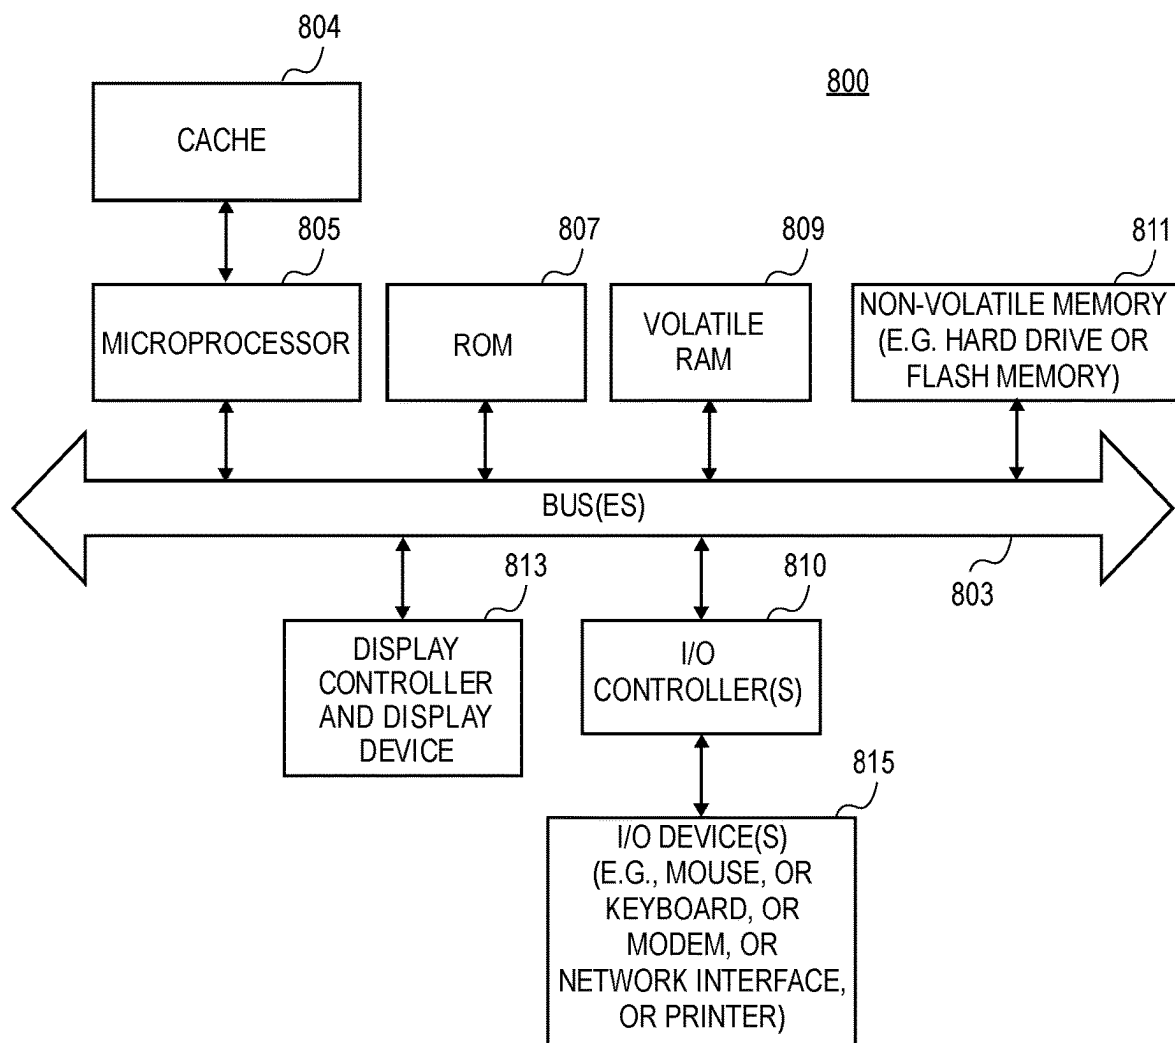 804
800
CACHE
805
807
809
811
MICROPROCESSOR
ROM
VOLATILE
RAM
NON-VOLATILE MEMORY
(E.G. HARD DRIVE OR
FLASH MEMORY)
BUS(ES)
803
813
810
DISPLAY
CONTROLLER
AND DISPLAY
DEVICE
I/O
CONTROLLER(S)
815
I/O DEVICE(S)
(E.G., MOUSE, OR
KEYBOARD, OR
MODEM, OR
NETWORK INTERFACE,
OR PRINTER)